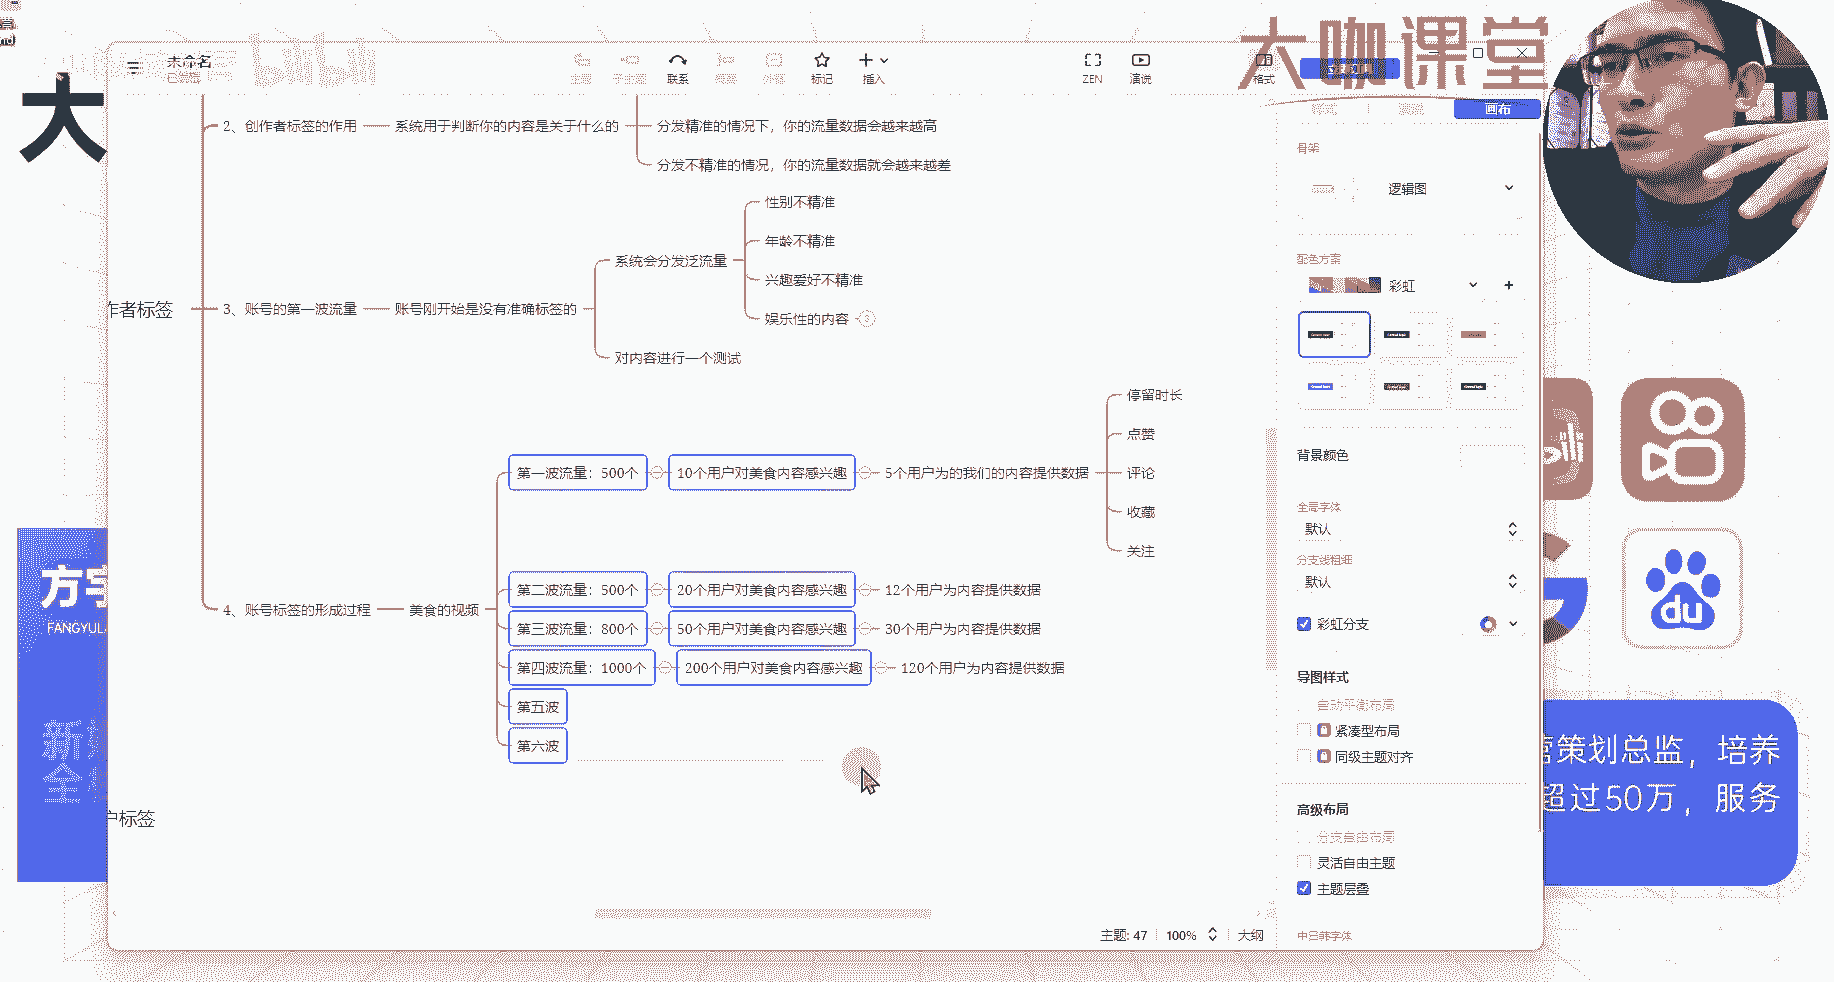 未命名
已编辑
bilibili
主题
子主题
联系
概要
外框
标记
插入
ZEN
演说
格式
大咖课堂
大
画布
2、创作者标签的作用
系统用于判断你的内容是关于什么的
分发精准的情况下，你的流量数据会越来越高
分发不精准的情况，你的流量数据就会越来越差
作者标签
3、账号的第一波流量
账号刚开始是没有准确标签的
系统会分发泛流量
性别不精准
年龄不精准
兴趣爱好不精准
娱乐性的内容
对内容进行一个测试
4、账号标签的形成过程
美食的视频
第一波流量：500个
10个用户对美食内容感兴趣
5个用户为的我们的内容提供数据
停留时长
点赞
评论
收藏
关注
第二波流量：500个
20个用户对美食内容感兴趣
12个用户为内容提供数据
第三波流量：800个
50个用户对美食内容感兴趣
30个用户为内容提供数据
第四波流量：1000个
200个用户对美食内容感兴趣
120个用户为内容提供数据
第五波
第六波
户标签
骨架
逻辑图
配色方案
彩虹
背景颜色
全局字体
默认
分支线粗细
默认
彩虹分支
导图样式
自动平衡布局
紧凑型布局
同级主题对齐
高级布局
分支自由布局
灵活自由主题
主题层叠
中日韩字体
主题: 47
100%
大纲
方宇
FANGYUL
新
全
du
营策划总监，培养
超过50万，服务